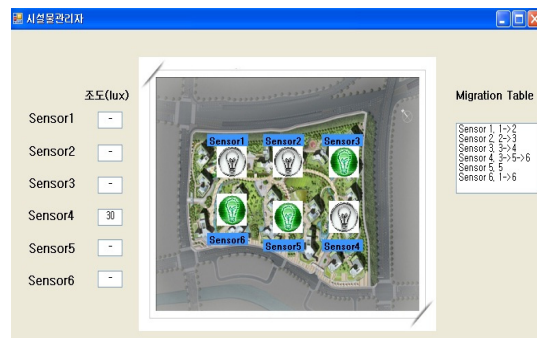 시설물관리자
조도(lux)
Sensor1 -
Sensor2 -
Sensor3 -
Sensor4 30
Sensor5 -
Sensor6 -
Sensor1 Sensor2 Sensor3
Sensor6 Sensor5 Sensor4
Migration Table
Sensor 1, 1->2
Sensor 2, 2->3
Sensor 3, 3->4
Sensor 4, 3->5->6
Sensor 5, 5
Sensor 6, 1->6